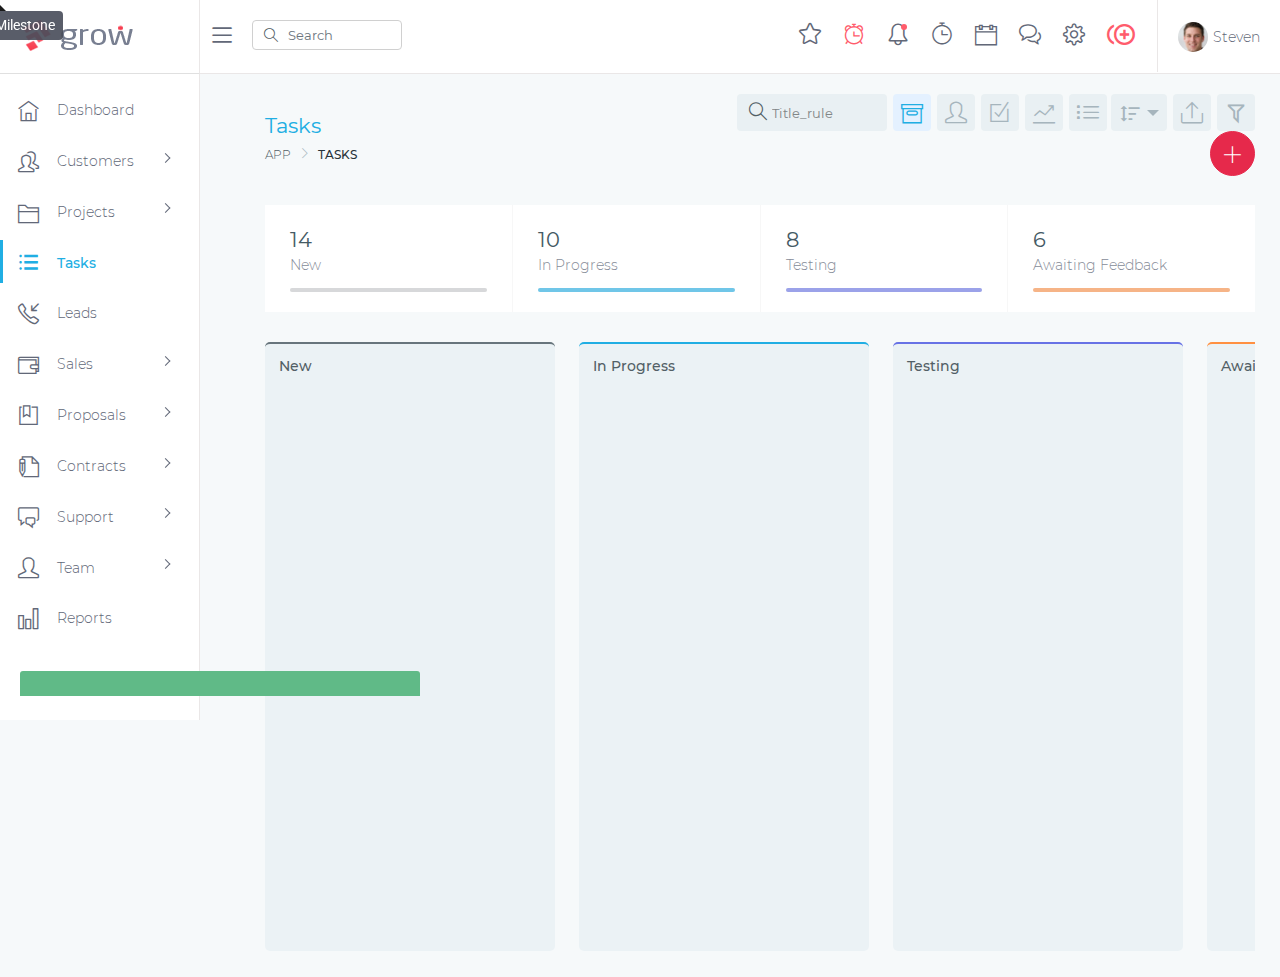 Milestone
grow
Search
Steven
Dashboard
Customers
Projects
Tasks
Leads
Sales
Proposals
Contracts
Support
Team
Reports
Tasks
APP TASKS
Title_rule
14
New
10
In Progress
8
Testing
6
Awaiting Feedback
New
In Progress
Testing
Awai